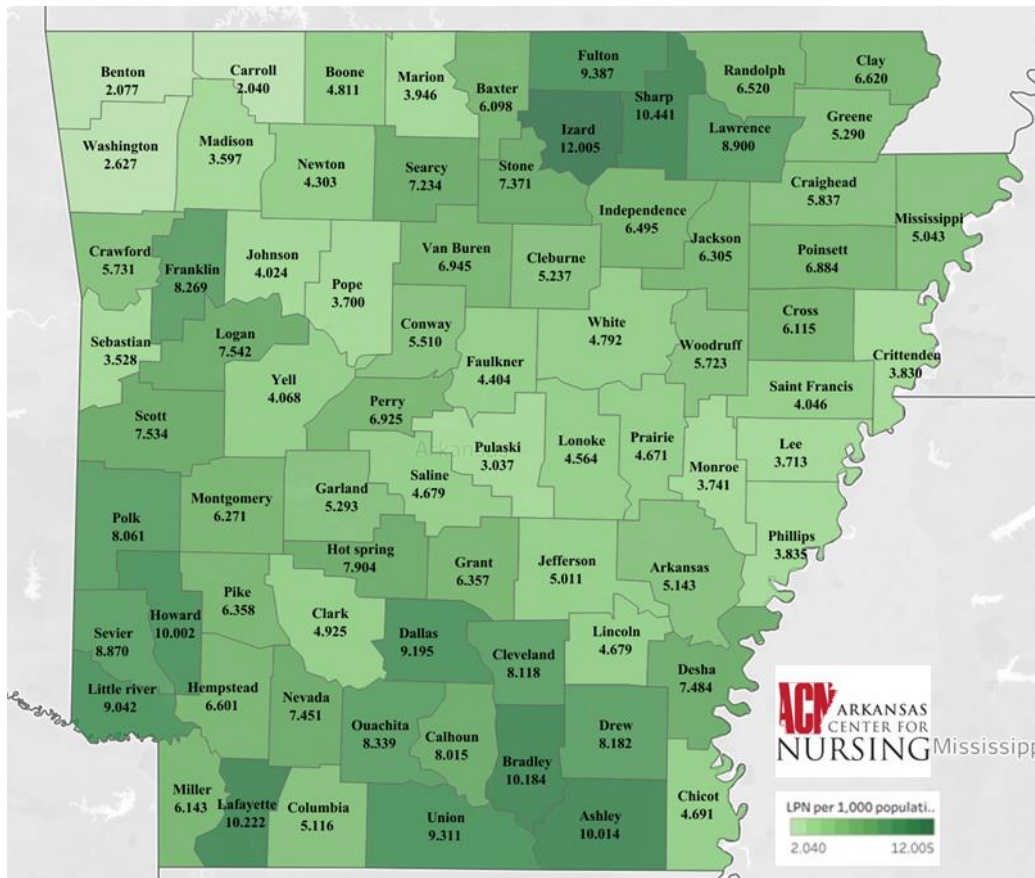 Benton
2.077
Carroll
2.040
Boone
4.811
Marion
3.946
Baxter
6.098
Fulton
9.387
Sharp
10.441
Randolph
6.520
Clay
6.620
Greene
5.290
Washington
2.627
Madison
3.597
Newton
4.303
Searcy
7.234
Stone
7.371
Izard
12.005
Lawrence
8.900
Independence
6.495
Craighead
5.837
Mississippi
5.043
Crawford
5.731
Franklin
8.269
Johnson
4.024
Pope
3.700
Van Buren
6.945
Cleburne
5.237
Jackson
6.305
Poinsett
6.884
Sebastian
3.528
Logan
7.542
Conway
5.510
Faulkner
4.404
White
4.792
Woodruff
5.723
Cross
6.115
Crittenden
3.830
Scott
7.534
Yell
4.068
Perry
6.925
Saint Francis
4.046
Pulaski
3.037
Lonoke
4.564
Prairie
4.671
Monroe
3.741
Lee
3.713
Saline
4.679
Garland
5.293
Montgomery
6.271
Polk
8.061
Phillips
3.835
Hot spring
7.904
Grant
6.357
Jefferson
5.011
Arkansas
5.143
Howard
10.002
Pike
6.358
Clark
4.925
Dallas
9.195
Cleveland
8.118
Lincoln
4.679
Desha
7.484
Sevier
8.870
Little river
9.042
Hempstead
6.601
Nevada
7.451
Ouachita
8.339
Calhoun
8.015
Bradley
10.184
Drew
8.182
Miller
6.143
Lafayette
10.222
Columbia
5.116
Union
9.311
Ashley
10.014
Chicot
4.691
ACN ARKANSAS
CENTER FOR
NURSING
Mississipp
LPN per 1,000 populati..
2.040 12.005